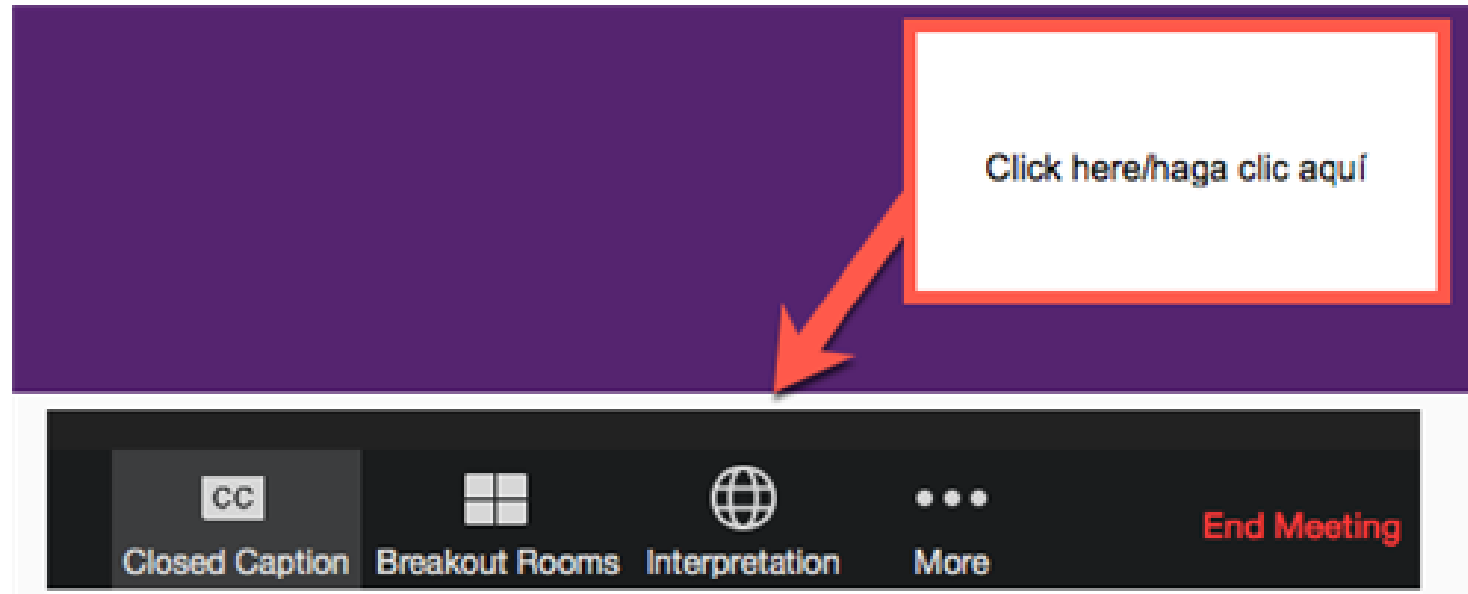 Click here/haga clic aquí
CC
Closed Caption
Breakout Rooms
Interpretation
More
End Meeting